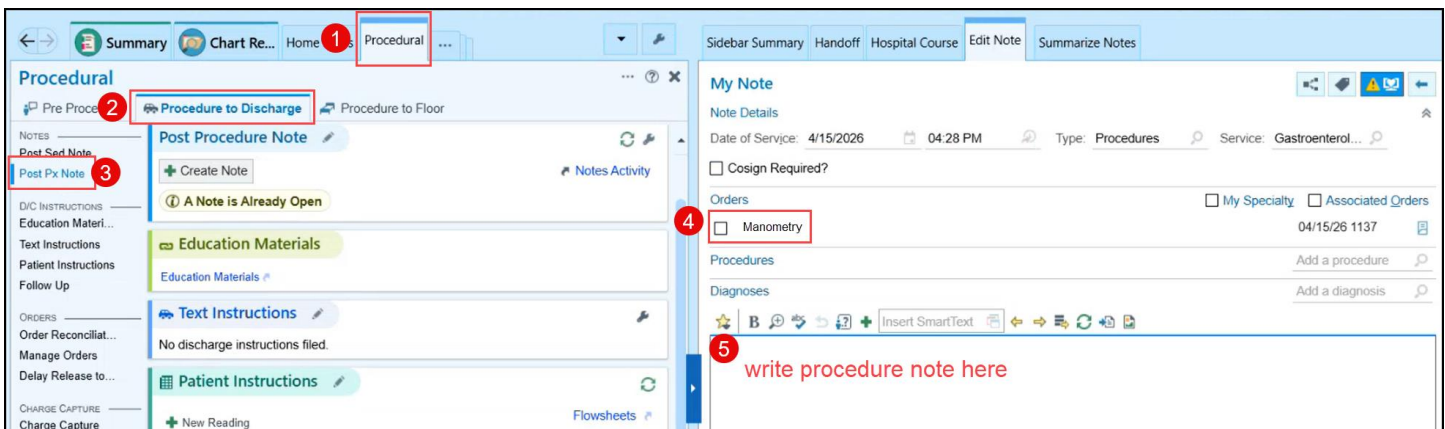 Summary Chart Re... Home 1 s Procedural ...
Procedural
Pre Proce 2 Procedure to Discharge Procedure to Floor
NOTES
Post Sed Note
Post Px Note 3
D/C INSTRUCTIONS
Education Materi...
Text Instructions
Patient Instructions
Follow Up
ORDERS
Order Reconciliat...
Manage Orders
Delay Release to...
CHARGE CAPTURE
Charge Capture
Post Procedure Note
Create Note Notes Activity
A Note is Already Open
Education Materials
Education Materials
Text Instructions
No discharge instructions filed.
Patient Instructions
New Reading Flowsheets
Sidebar Summary Handoff Hospital Course Edit Note Summarize Notes
My Note
Note Details
Date of Service: 4/15/2026 04:28 PM Type: Procedures Service: Gastroenterol...
Cosign Required?
Orders My Specialty Associated Orders
4 Manometry 04/15/26 1137
Procedures Add a procedure
Diagnoses Add a diagnosis
B abc Insert SmartText
5
write procedure note here